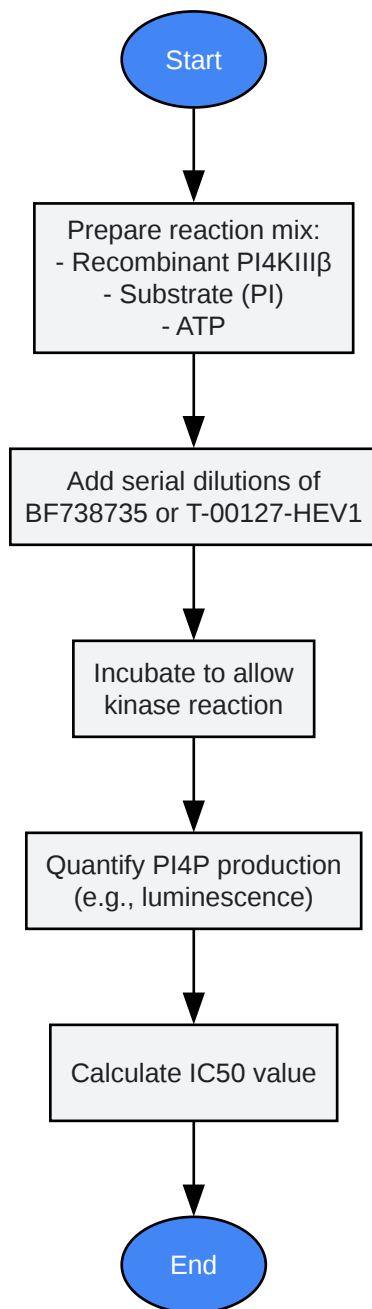 Start
Prepare reaction mix:
- Recombinant PI4KIIIβ
- Substrate (PI)
- ATP
Add serial dilutions of
BF738735 or T-00127-HEV1
Incubate to allow
kinase reaction
Quantify PI4P production
(e.g., luminescence)
Calculate IC50 value
End